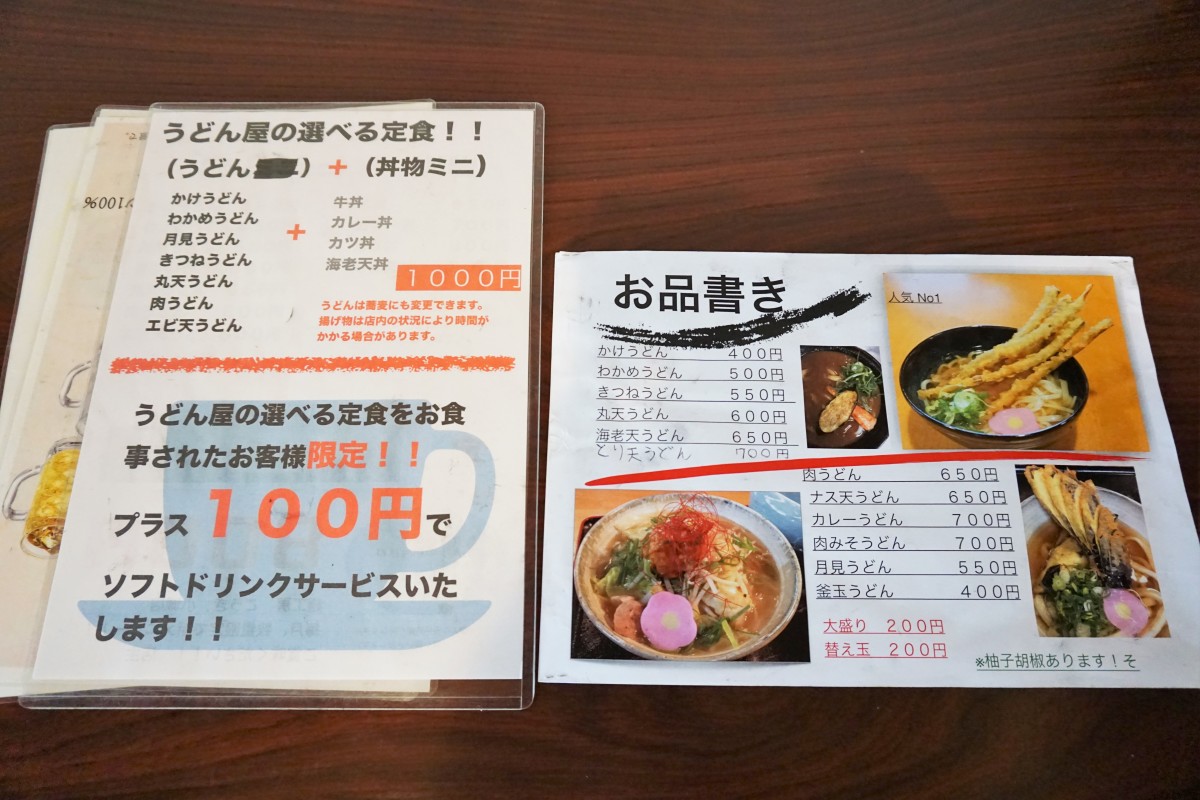 うどん屋の選べる定食！！
（うどん ）＋（丼物ミニ）
かけうどん
わかめうどん
月見うどん
きつねうどん
丸天うどん
肉うどん
エビ天うどん
＋
牛丼
カレー丼
カツ丼
海老天丼
１０００円
うどんは蕎麦にも変更できます。
揚げ物は店内の状況により時間が
かかる場合があります。
うどん屋の選べる定食をお食
事されたお客様限定！！
プラス１００円で
ソフトドリンクサービスいた
します！！
100%
お品書き
かけうどん ４００円
わかめうどん ５００円
きつねうどん ５５０円
丸天うどん ６００円
海老天うどん ６５０円
とり天うどん 700円
人気 No1
肉うどん ６５０円
ナス天うどん ６５０円
カレーうどん ７００円
肉みそうどん ７００円
月見うどん ５５０円
釜玉うどん ４００円
大盛り ２００円
替え玉 ２００円
※柚子胡椒あります！そ